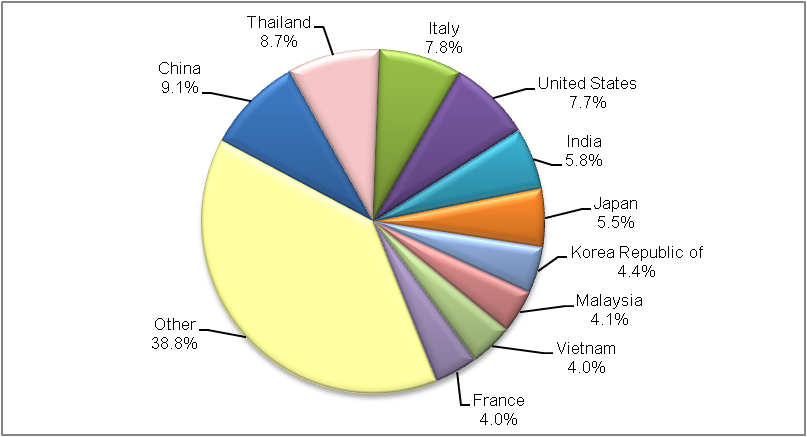 Thailand
8.7%
Italy
7.8%
China
9.1%
United States
7.7%
India
5.8%
Japan
5.5%
Korea Republic of
4.4%
Malaysia
4.1%
Vietnam
4.0%
France
4.0%
Other
38.8%